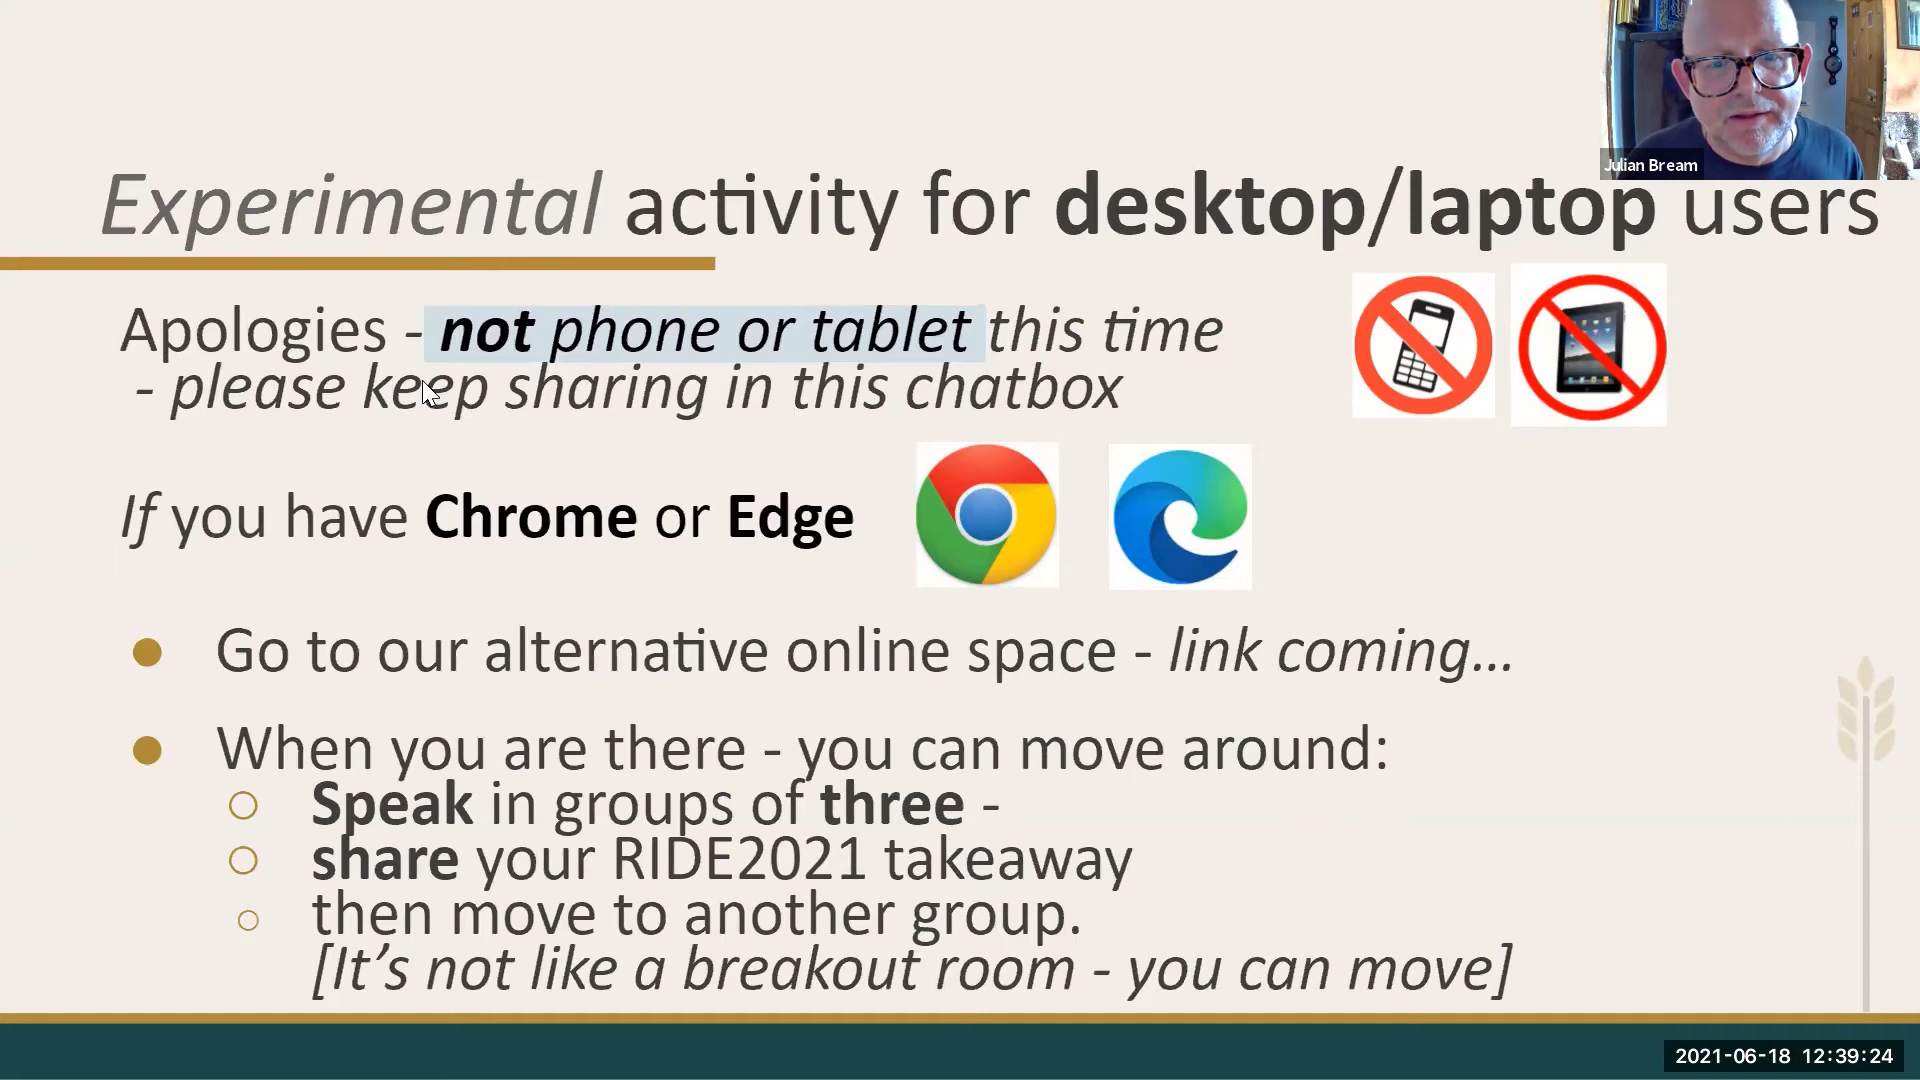 Julian Bream
Experimental activity for desktop/laptop users
Apologies - not phone or tablet this time
- please keep sharing in this chatbox
If you have Chrome or Edge
● Go to our alternative online space - link coming...
● When you are there - you can move around:
○ Speak in groups of three -
○ share your RIDE2021 takeaway
○ then move to another group.
[It’s not like a breakout room - you can move]
2021-06-18 12:39:24